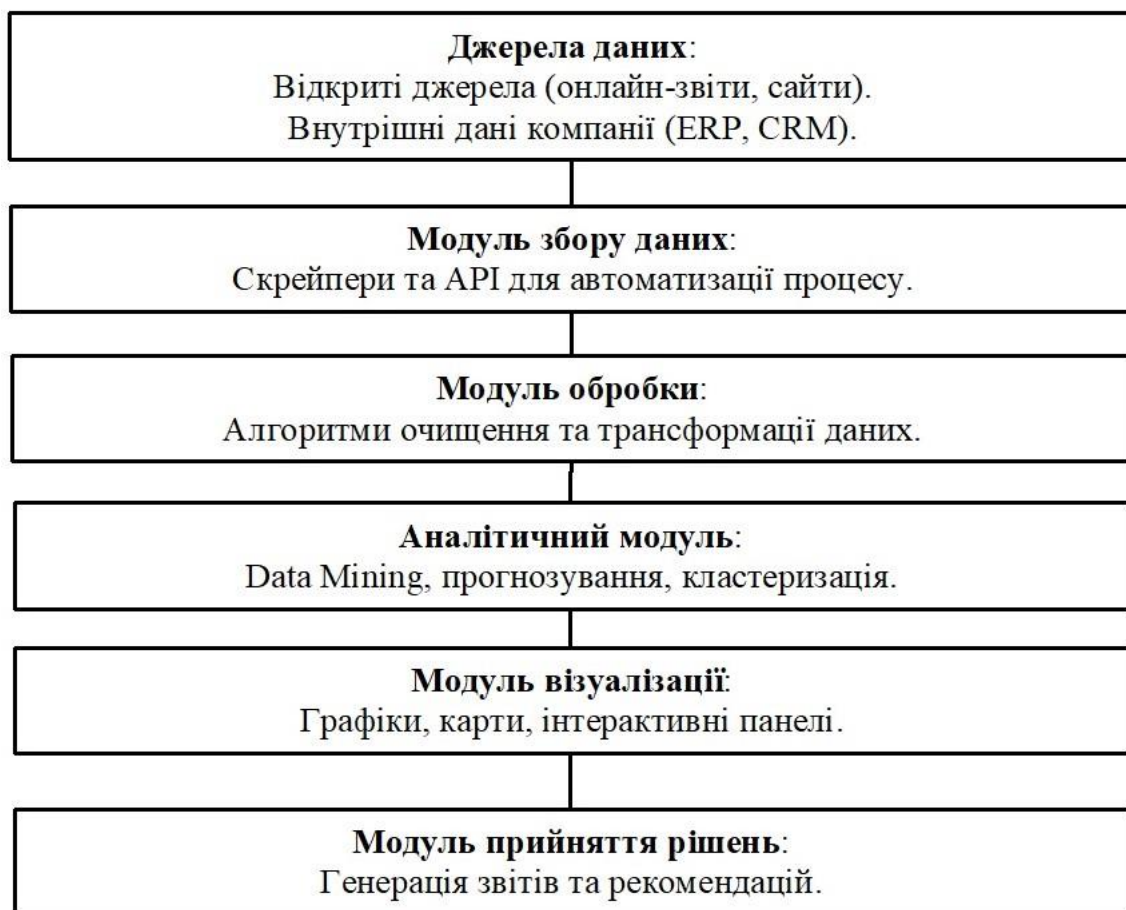 Джерела даних:
Відкриті джерела (онлайн-звіти, сайти).
Внутрішні дані компанії (ERP, CRM).
Модуль збору даних:
Скрейпери та API для автоматизації процесу.
Модуль обробки:
Алгоритми очищення та трансформації даних.
Аналітичний модуль:
Data Mining, прогнозування, кластеризація.
Модуль візуалізації:
Графіки, карти, інтерактивні панелі.
Модуль прийняття рішень:
Генерація звітів та рекомендацій.